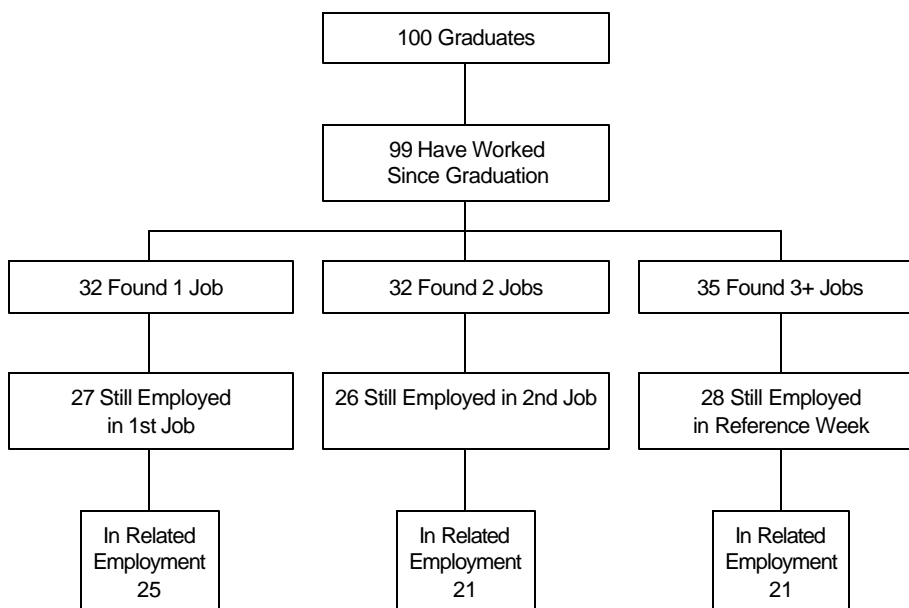 100 Graduates
99 Have Worked
Since Graduation
32 Found 1 Job
32 Found 2 Jobs
35 Found 3+ Jobs
27 Still Employed
in 1st Job
26 Still Employed in 2nd Job
28 Still Employed
in Reference Week
In Related
Employment
25
In Related
Employment
21
In Related
Employment
21